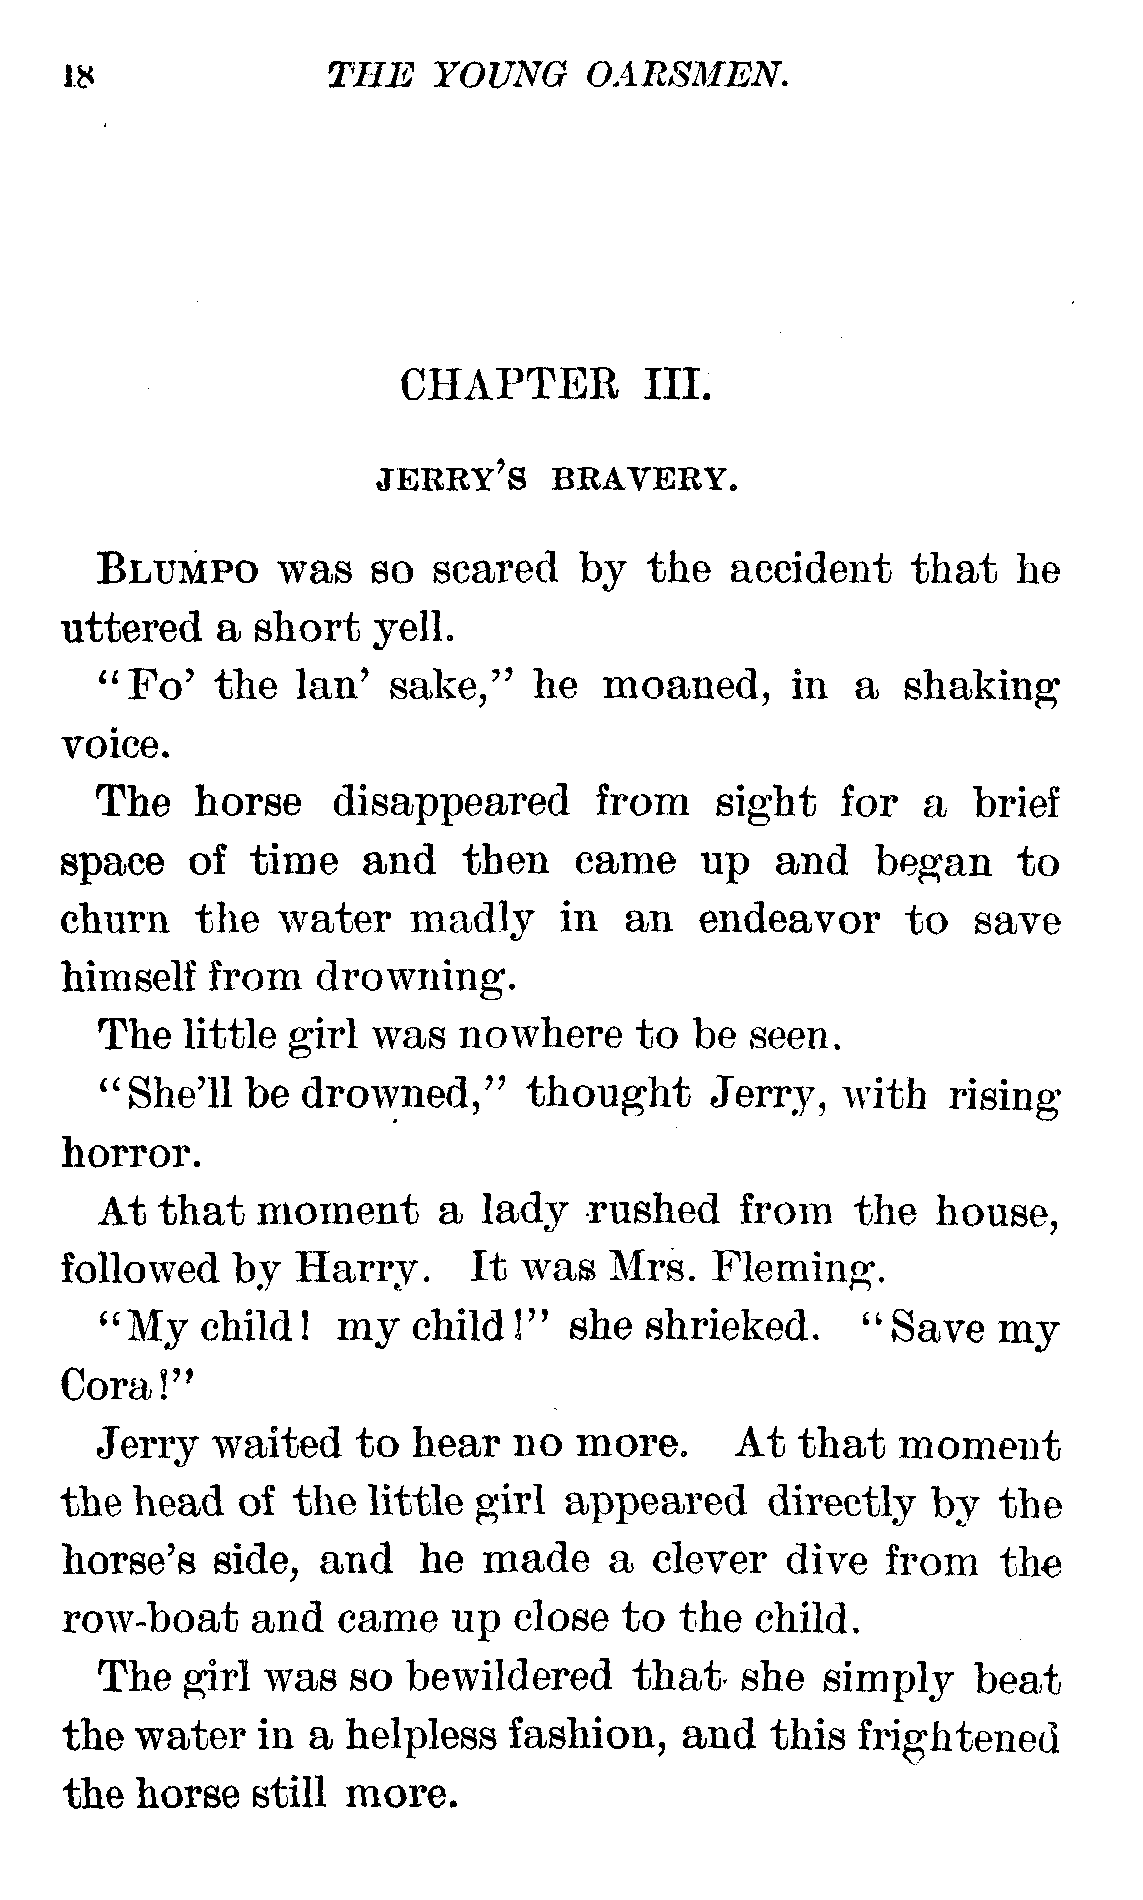 18 THE YOUNG OARSMEN.
CHAPTER III.
JERRY'S BRAVERY.
BLUMPO was so scared by the accident that he
uttered a short yell.
"Fo' the lan' sake," he moaned, in a shaking
voice.
The horse disappeared from sight for a brief
space of time and then came up and began to
churn the water madly in an endeavor to save
himself from drowning.
The little girl was nowhere to be seen.
"She'll be drowned," thought Jerry, with rising
horror.
At that moment a lady rushed from the house,
followed by Harry. It was Mrs. Fleming.
"My child! my child!" she shrieked. "Save my
Cora!"
Jerry waited to hear no more. At that moment
the head of the little girl appeared directly by the
horse's side, and he made a clever dive from the
row-boat and came up close to the child.
The girl was so bewildered that she simply beat
the water in a helpless fashion, and this frightened
the horse still more.